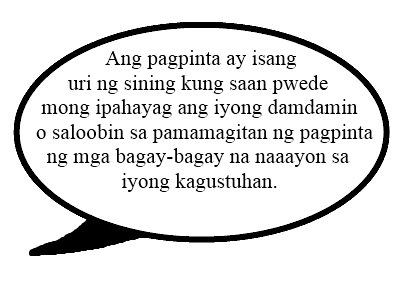 Ang pagpinta ay isang
uri ng sining kung saan pwede
mong ipahayag ang iyong damdamin
o saloobin sa pamamagitan ng pagpinta
ng mga bagay-bagay na naaayon sa
iyong kagustuhan.